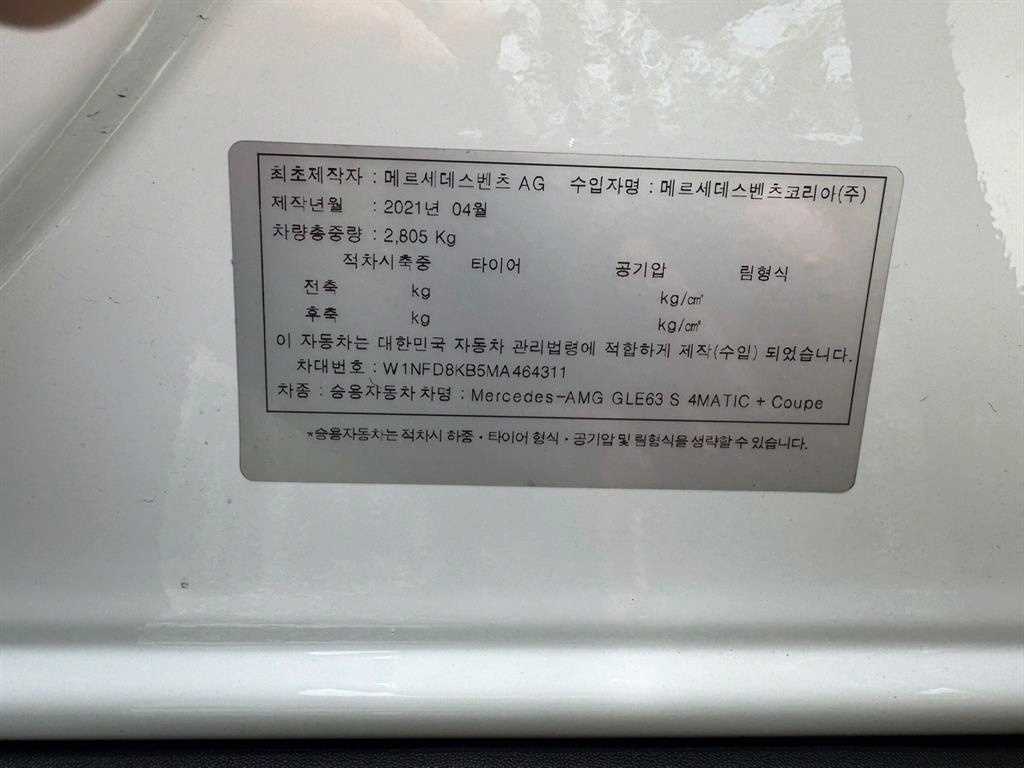 최초제작자 : 메르세데스벤츠 AG 수입자명 : 메르세데스벤츠코리아(주)
제작년월 : 2021년 04월
차량총중량 : 2,805 Kg
적차시축중 타이어 공기압 림형식
전축 kg kg/㎠
후축 kg kg/㎠
이 자동차는 대한민국 자동차 관리법령에 적합하게 제작(수입) 되었습니다.
차대번호 : W1NFD8KB5MA464311
차종 : 승용자동차 차명 : Mercedes-AMG GLE63 S 4MATIC + Coupe
*승용자동차는 적차시 하중·타이어 형식·공기압 및 림형식을 생략할 수 있습니다.